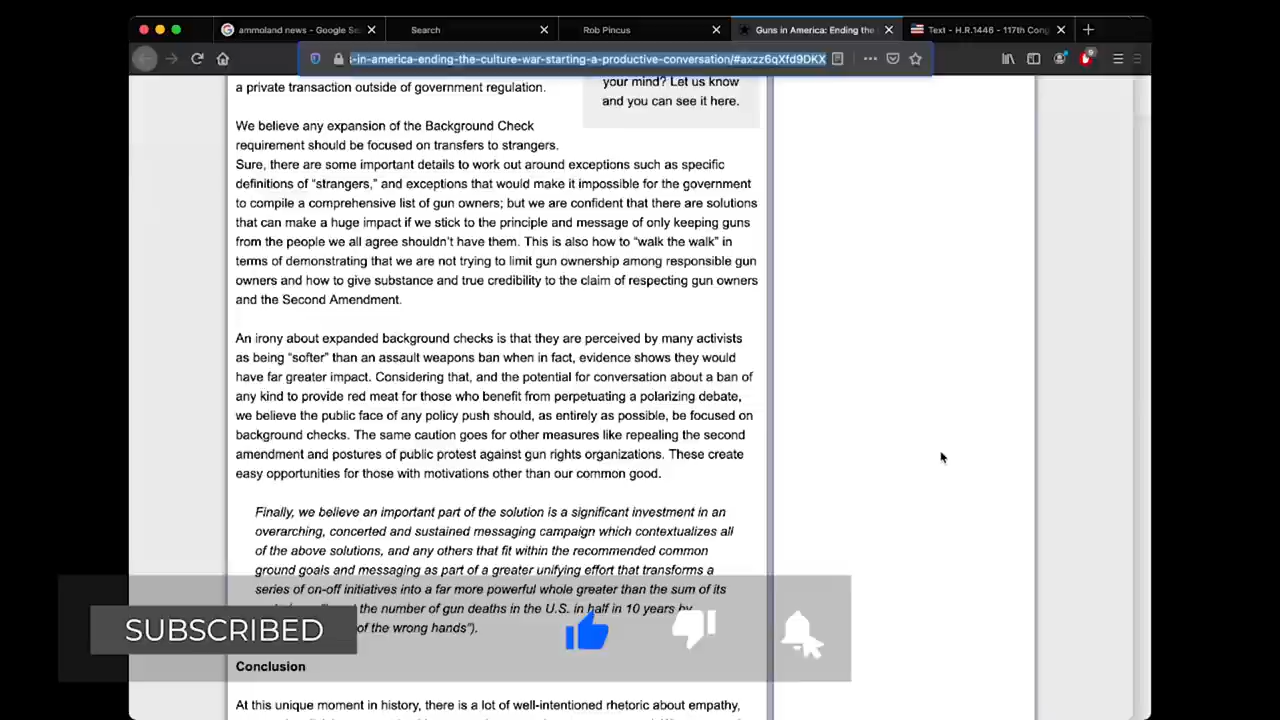 ammoland news - Google Se
Search
Rob Pincus
Guns in America: Ending the
Text - H.R.1446 - 117th Cong
-in-america-ending-the-culture-war-starting-a-productive-conversation/#axzz6qXfd9DKX
9
your mind? Let us know
and you can see it here.
a private transaction outside of government regulation.
We believe any expansion of the Background Check
requirement should be focused on transfers to strangers.
Sure, there are some important details to work out around exceptions such as specific
definitions of “strangers,” and exceptions that would make it impossible for the government
to compile a comprehensive list of gun owners; but we are confident that there are solutions
that can make a huge impact if we stick to the principle and message of only keeping guns
from the people we all agree shouldn’t have them. This is also how to “walk the walk” in
terms of demonstrating that we are not trying to limit gun ownership among responsible gun
owners and how to give substance and true credibility to the claim of respecting gun owners
and the Second Amendment.
An irony about expanded background checks is that they are perceived by many activists
as being “softer” than an assault weapons ban when in fact, evidence shows they would
have far greater impact. Considering that, and the potential for conversation about a ban of
any kind to provide red meat for those who benefit from perpetuating a polarizing debate,
we believe the public face of any policy push should, as entirely as possible, be focused on
background checks. The same caution goes for other measures like repealing the second
amendment and postures of public protest against gun rights organizations. These create
easy opportunities for those with motivations other than our common good.
Finally, we believe an important part of the solution is a significant investment in an
overarching, concerted and sustained messaging campaign which contextualizes all
of the above solutions, and any others that fit within the recommended common
ground goals and messaging as part of a greater unifying effort that transforms a
series of on-off initiatives into a far more powerful whole greater than the sum of its
the number of gun deaths in the U.S. in half in 10 years by
of the wrong hands”).
SUBSCRIBED
Conclusion
At this unique moment in history, there is a lot of well-intentioned rhetoric about empathy,